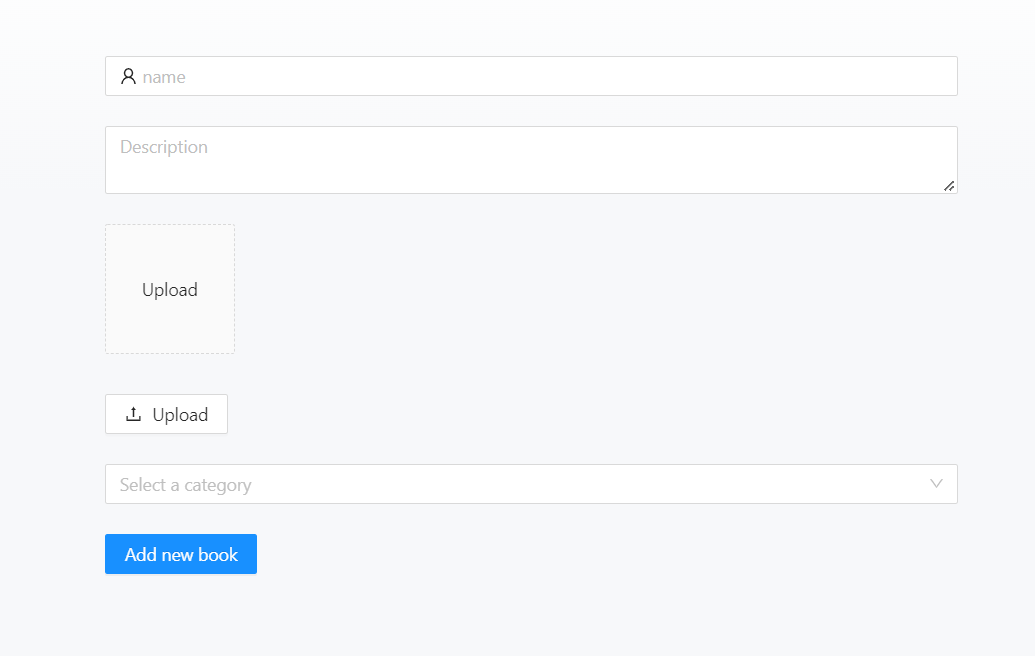 name
Description
Upload
Upload
Select a category
Add new book